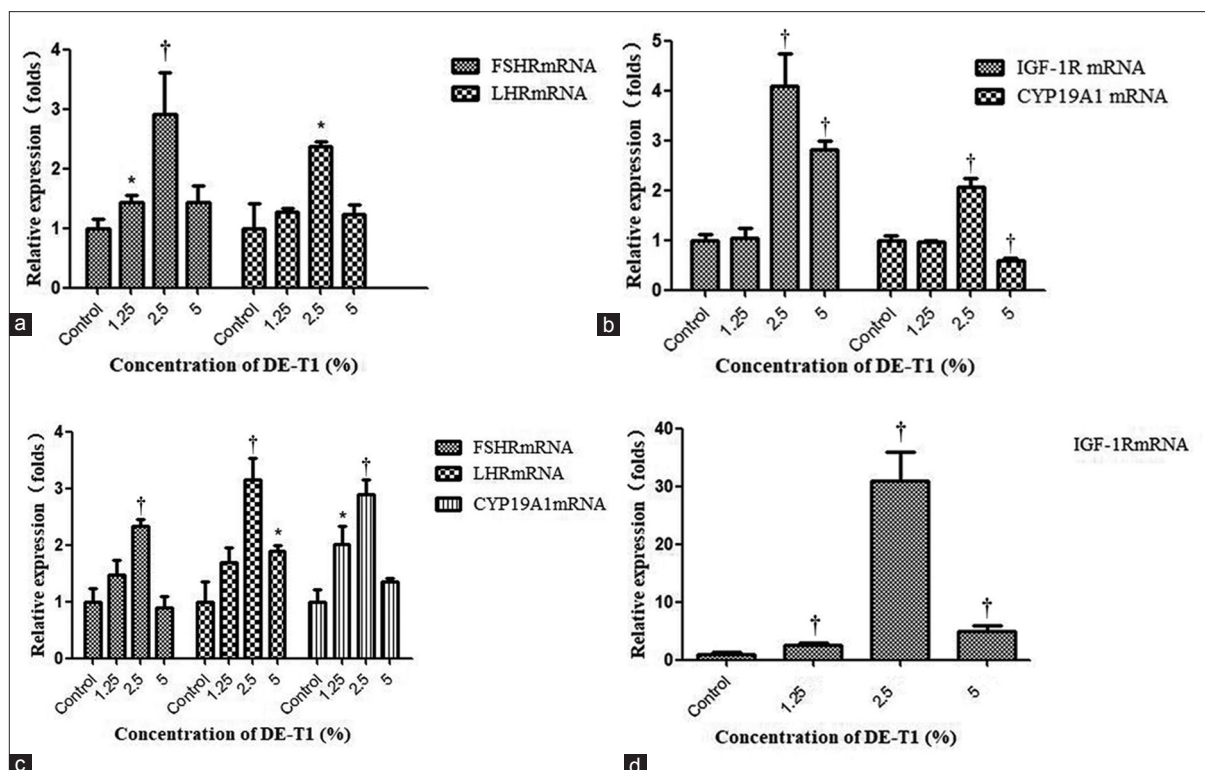 4
3
2
1
0
Relative expression (folds)
*
†
*
FSHRmRNA
LHRmRNA
Control
1.25
2.5
5
Control
1.25
2.5
5
Concentration of DE-T1 (%)
a
5
4
3
2
1
0
Relative expression (folds)
†
†
†
†
IGF-1R mRNA
CYP19A1 mRNA
Control
1.25
2.5
5
Control
1.25
2.5
5
Concentration of DE-T1 (%)
b
4
3
2
1
0
Relative expression (folds)
†
†
*
*
†
FSHRmRNA
LHRmRNA
CYP19A1mRNA
Control
1.25
2.5
5
Control
1.25
2.5
5
Control
1.25
2.5
5
Concentration of DE-T1 (%)
c
40
30
20
10
0
Relative expression (folds)
†
†
†
IGF-1RmRNA
Control
1.25
2.5
5
Concentration of DE-T1 (%)
d